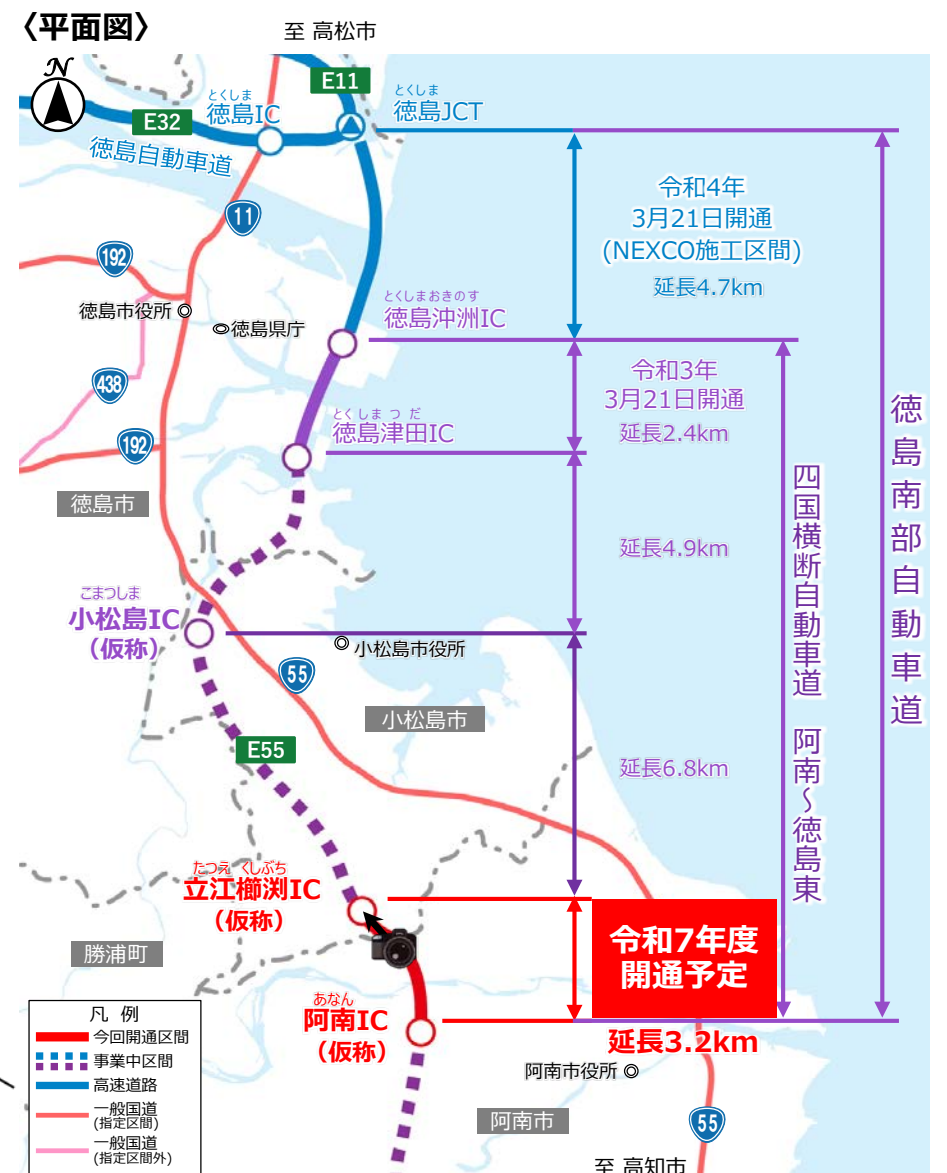 〈平面図〉
至 高松市
N
E11
とくしま
徳島IC
とくしま
徳島JCT
E32
徳島自動車道
令和4年
3月21日開通
(NEXCO施工区間)
延長4.7km
11
192
徳島市役所
徳島県庁
とくしまおきのす
徳島沖洲IC
令和3年
3月21日開通
延長2.4km
438
とくしまつだ
徳島津田IC
192
徳島市
延長4.9km
徳島南部自動車道
四国横断自動車道 阿南～徳島東
こまつしま
小松島IC
(仮称)
小松島市役所
55
小松島市
E55
延長6.8km
たつえ くしぶち
立江櫛渕IC
(仮称)
令和7年度
開通予定
勝浦町
あなん
阿南IC
(仮称)
延長3.2km
阿南市役所
阿南市
55
至 高知市
凡 例
今回開通区間
事業中区間
高速道路
一般国道
(指定区間)
一般国道
(指定区間外)